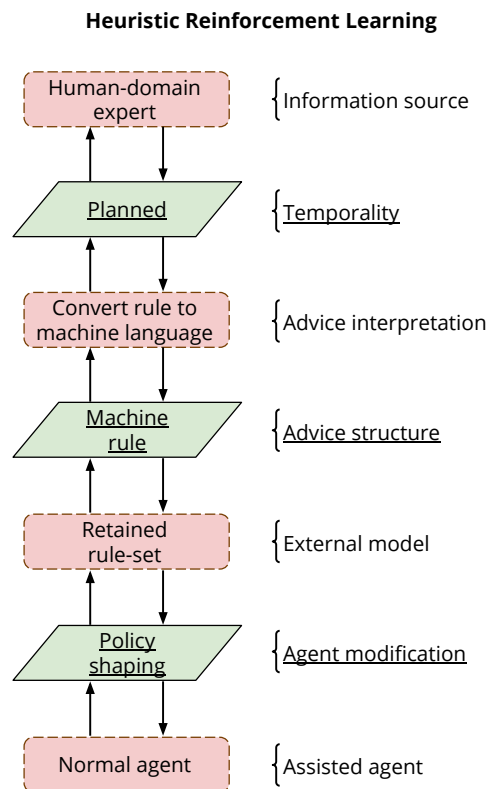 Heuristic Reinforcement Learning
Human-domain
expert
Information source
Planned
Temporality
Convert rule to
machine language
Advice interpretation
Machine
rule
Advice structure
Retained
rule-set
External model
Policy
shaping
Agent modification
Normal agent
Assisted agent